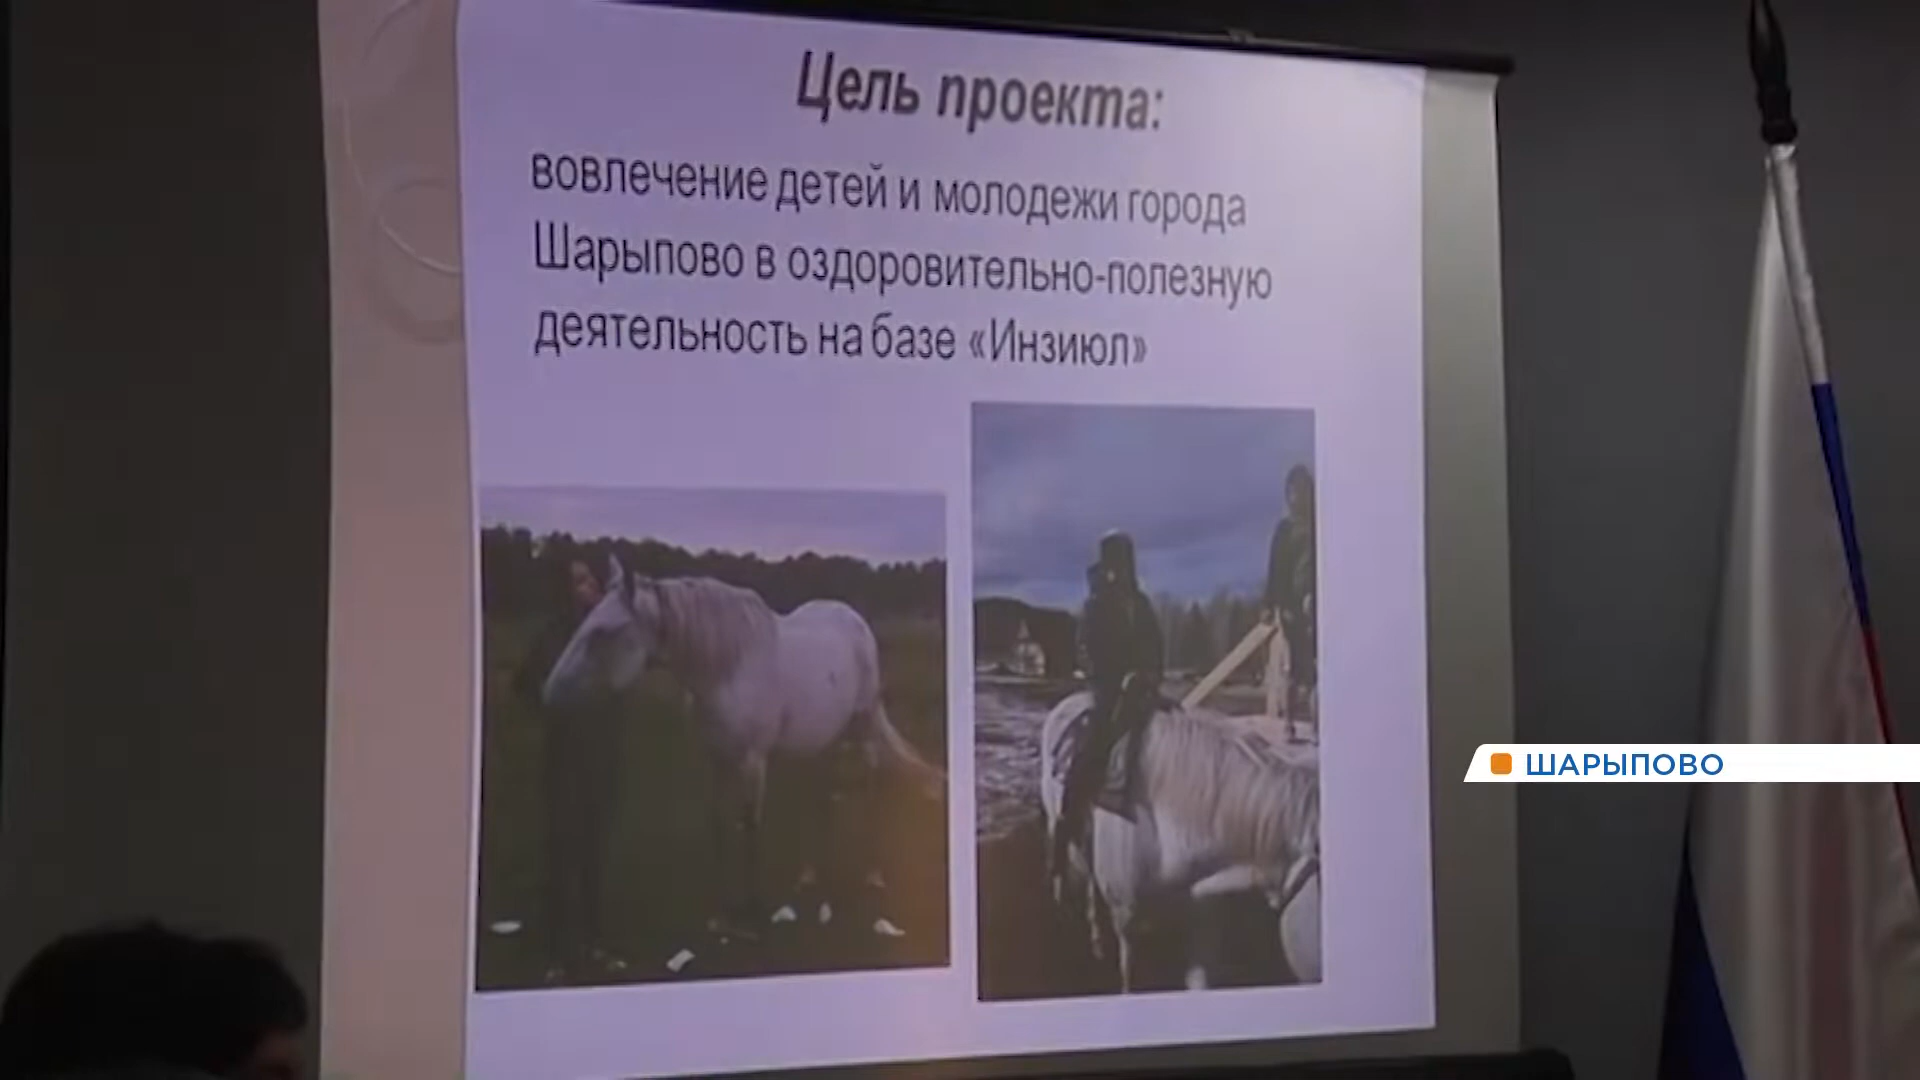 Цель проекта:
вовлечение детей и молодежи города
Шарыпово в оздоровительно-полезную
деятельность на базе «Инзиюл»
ШАРЫПОВО